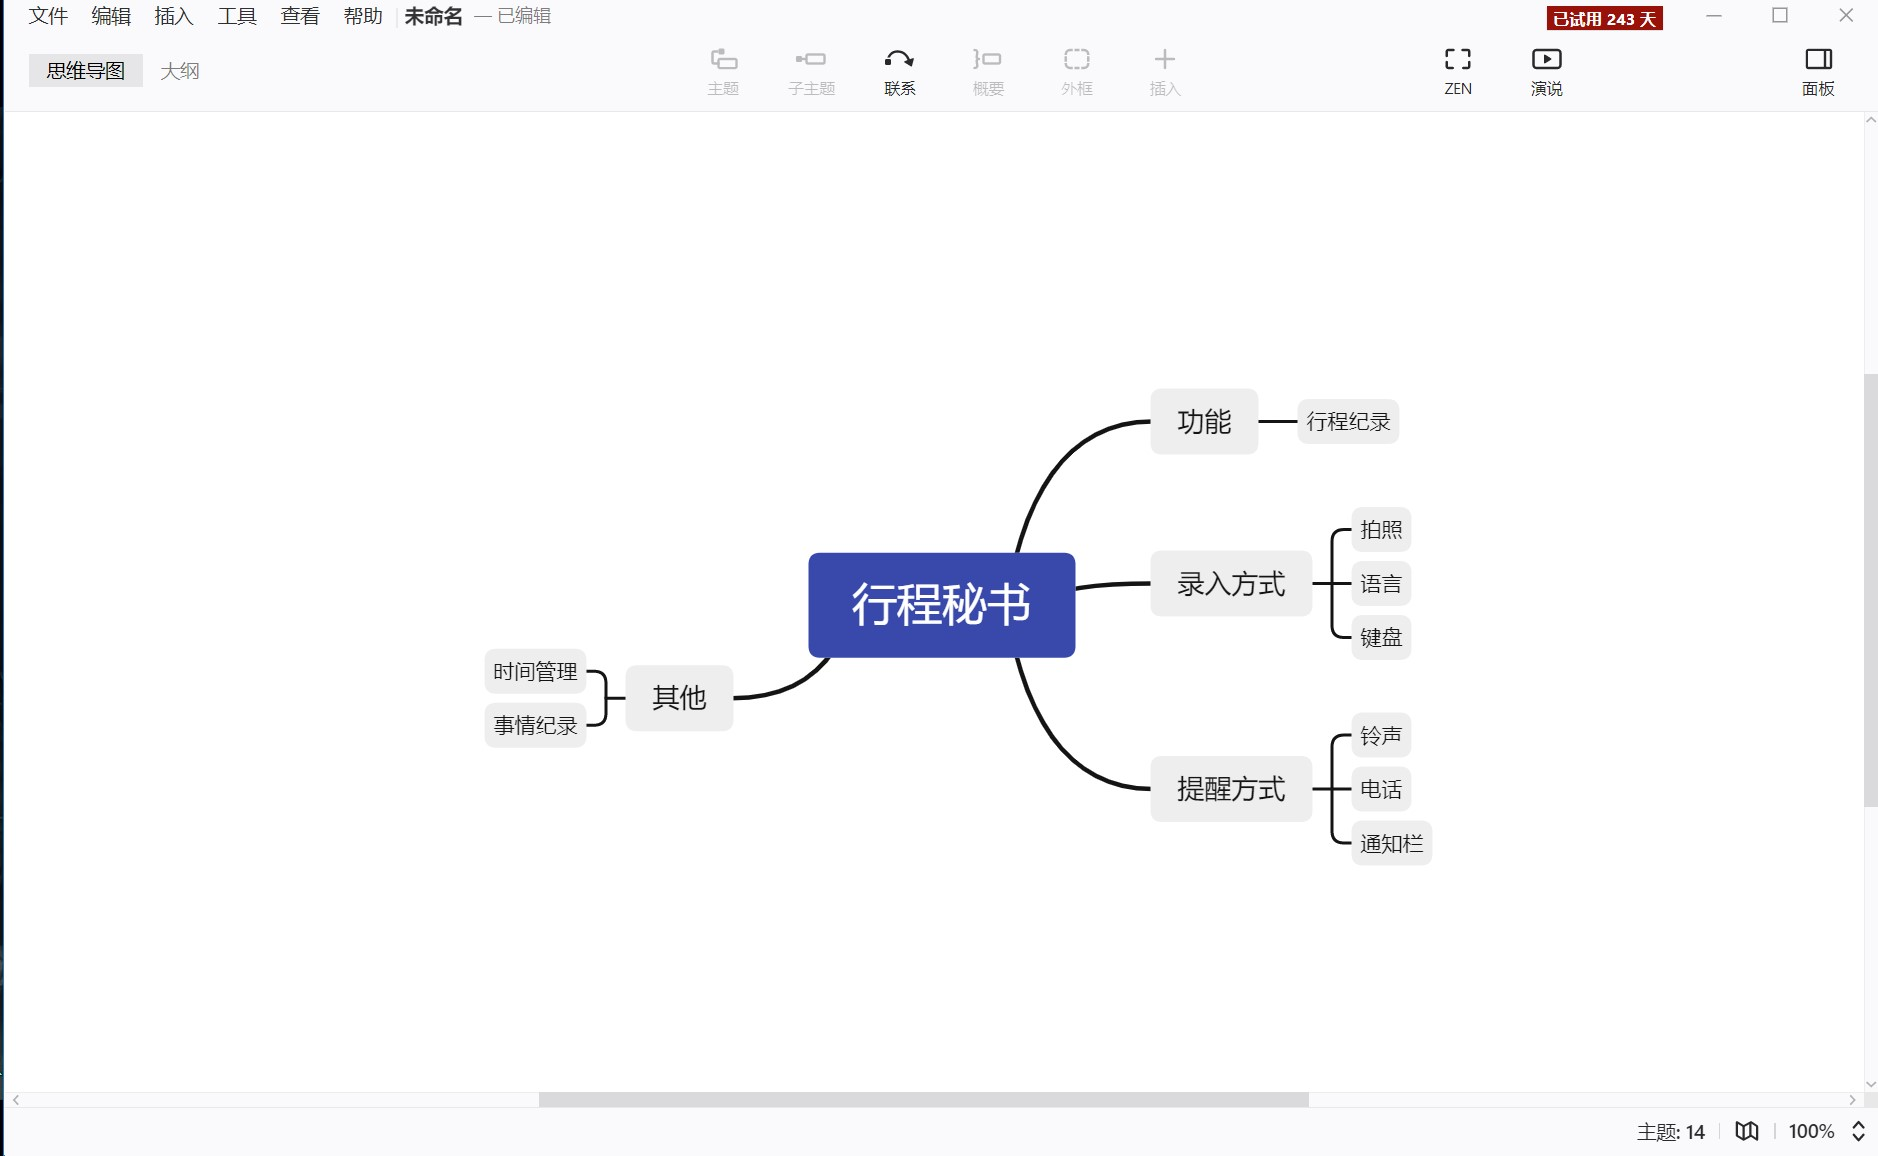 文件 编辑 插入 工具 查看 帮助 未命名 — 已编辑 已试用 243 天
思维导图 大纲 主题 子主题 联系 概要 外框 插入 ZEN 演说 面板
功能 行程纪录
拍照
录入方式 语言
键盘
行程秘书
时间管理
其他
事情纪录
铃声
提醒方式 电话
通知栏
主题: 14 100%